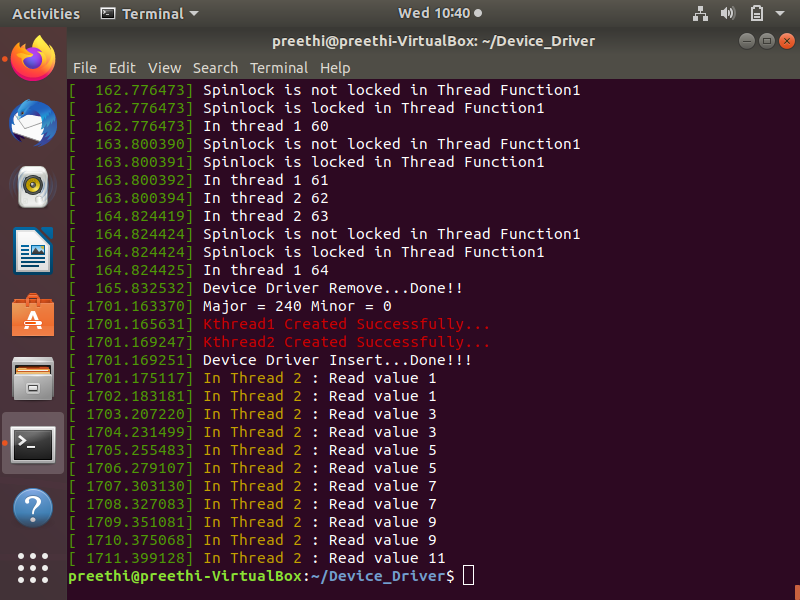 Activities Terminal Wed 10:40
preethi@preethi-VirtualBox: ~/Device_Driver
File Edit View Search Terminal Help
[  162.776473] Spinlock is not locked in Thread Function1
[  162.776473] Spinlock is locked in Thread Function1
[  162.776473] In thread 1 60
[  163.800390] Spinlock is not locked in Thread Function1
[  163.800391] Spinlock is locked in Thread Function1
[  163.800392] In thread 1 61
[  163.800394] In thread 2 62
[  164.824419] In thread 2 63
[  164.824424] Spinlock is not locked in Thread Function1
[  164.824424] Spinlock is locked in Thread Function1
[  164.824425] In thread 1 64
[  165.832532] Device Driver Remove...Done!!
[ 1701.163370] Major = 240 Minor = 0
[ 1701.165631] Kthread1 Created Successfully...
[ 1701.169247] Kthread2 Created Successfully...
[ 1701.169251] Device Driver Insert...Done!!!
[ 1701.175117] In Thread 2 : Read value 1
[ 1702.183181] In Thread 2 : Read value 1
[ 1703.207220] In Thread 2 : Read value 3
[ 1704.231499] In Thread 2 : Read value 3
[ 1705.255483] In Thread 2 : Read value 5
[ 1706.279107] In Thread 2 : Read value 5
[ 1707.303130] In Thread 2 : Read value 7
[ 1708.327083] In Thread 2 : Read value 7
[ 1709.351081] In Thread 2 : Read value 9
[ 1710.375068] In Thread 2 : Read value 9
[ 1711.399128] In Thread 2 : Read value 11
preethi@preethi-VirtualBox:~/Device_Driver$